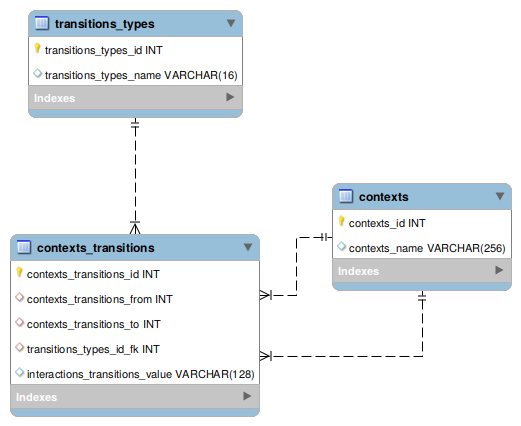 transitions_types
transitions_types_id INT
transitions_types_name VARCHAR(16)
Indexes
contexts
contexts_id INT
contexts_name VARCHAR(256)
Indexes
contexts_transitions
contexts_transitions_id INT
contexts_transitions_from INT
contexts_transitions_to INT
transitions_types_id_fk INT
interactions_transitions_value VARCHAR(128)
Indexes